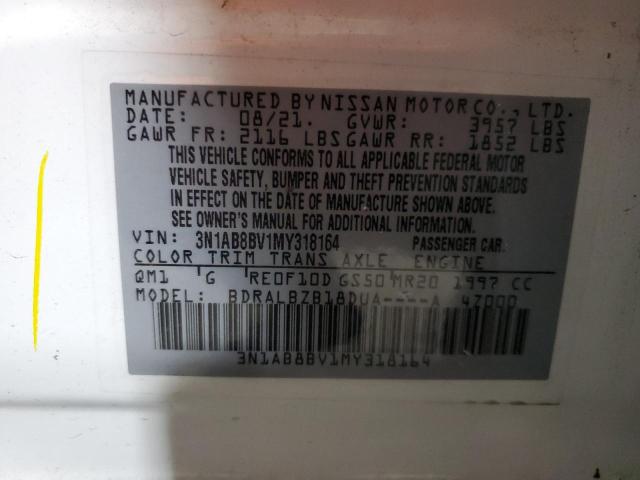 MANUFACTURED BY NISSAN MOTOR CO., LTD.
DATE: 08/21. GVWR: 3957 LBS
GAWR FR: 2116 LBS GAWR RR: 1852 LBS
THIS VEHICLE CONFORMS TO ALL APPLICABLE FEDERAL MOTOR
VEHICLE SAFETY, BUMPER AND THEFT PREVENTION STANDARDS
IN EFFECT ON THE DATE OF MANUFACTURE SHOWN ABOVE.
SEE OWNER'S MANUAL FOR ADDITIONAL INFORMATION.
VIN: 3N1AB8BV1MY318164 PASSENGER CAR
COLOR TRIM TRANS AXLE ENGINE
QM1 G RE0F10D GS50 MR20 1997 CC
MODEL: BDRALBZB18DUA----A 47000
3N1AB8BV1MY318164